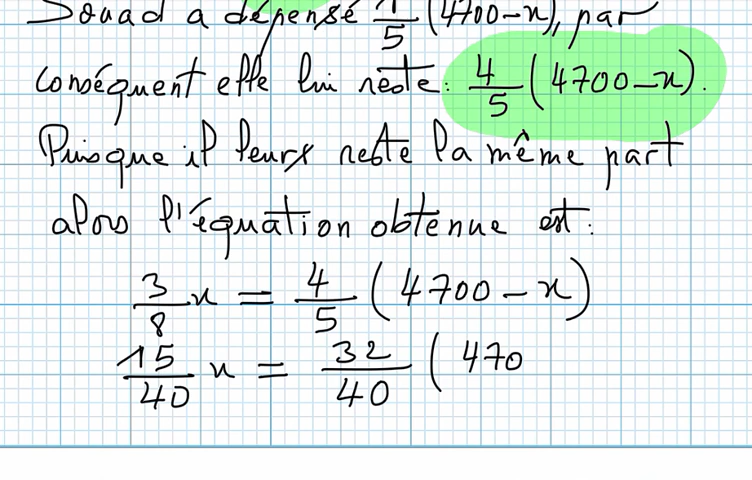 Souad a dépensé 1/5 (4700-x), par
conséquent elle lui reste: 4/5 (4700-x).
Puisque il leurs reste la même part
alors l'équation obtenue est:
3/8 x = 4/5 (4700-x)
15/40 x = 32/40 (470